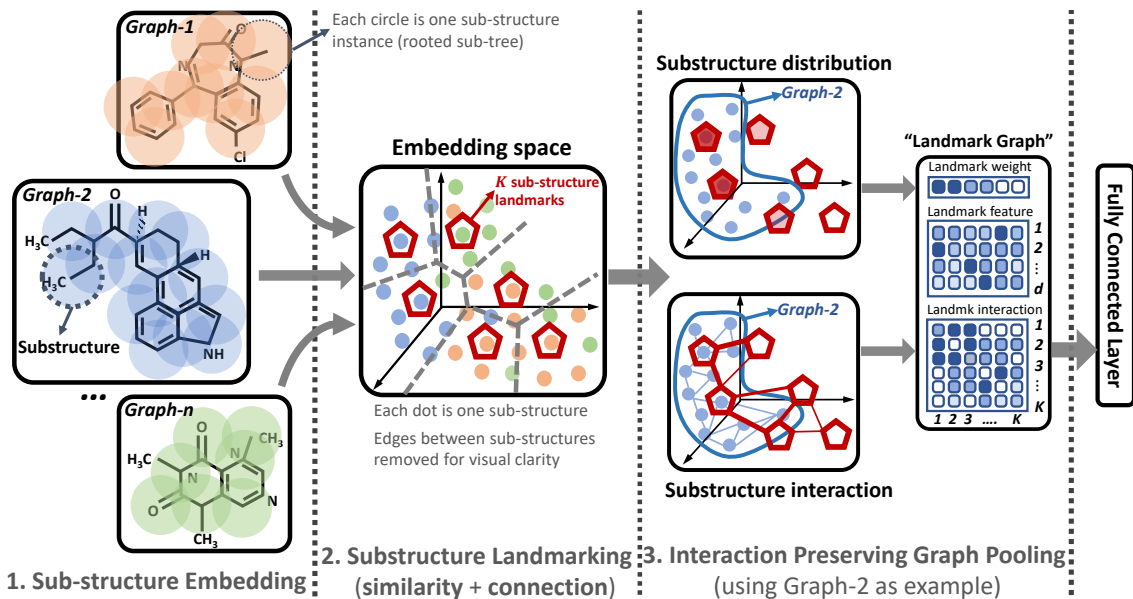 Graph-1
O
N
N
Cl
Each circle is one sub-structure
instance (rooted sub-tree)
Graph-2
O
H
H
H₃C
H₃C
NH
Substructure
...
Graph-n
O
N
CH₃
H₃C
N
O
N
CH₃
1. Sub-structure Embedding
Embedding space
K sub-structure
landmarks
Each dot is one sub-structure
Edges between sub-structures
removed for visual clarity
2. Substructure Landmarking
(similarity + connection)
Substructure distribution
Graph-2
Graph-2
Substructure interaction
3. Interaction Preserving Graph Pooling
(using Graph-2 as example)
“Landmark Graph”
Landmark weight
Landmark feature
1
2
⋮
d
Landmk interaction
1
2
3
⋮
K
1 2 3 .... K
Fully Connected Layer